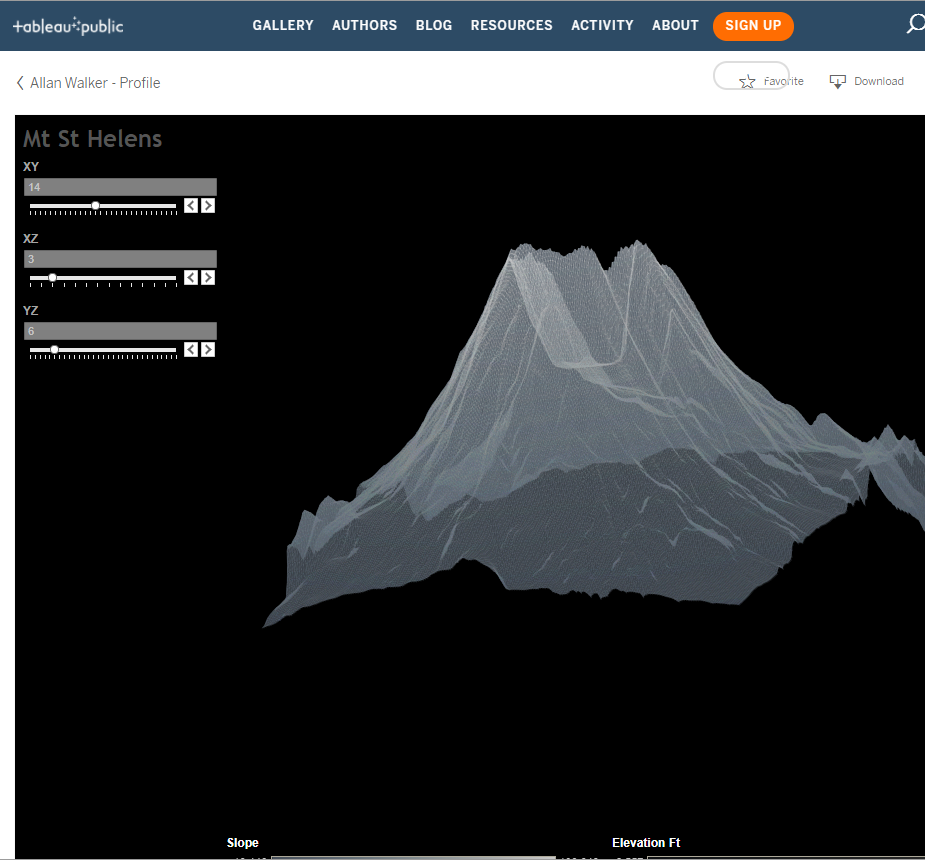 +ableau public
GALLERY AUTHORS BLOG RESOURCES ACTIVITY ABOUT SIGN UP
Allan Walker - Profile
Favorite Download
Mt St Helens
XY
14
XZ
3
YZ
6
Slope Elevation Ft